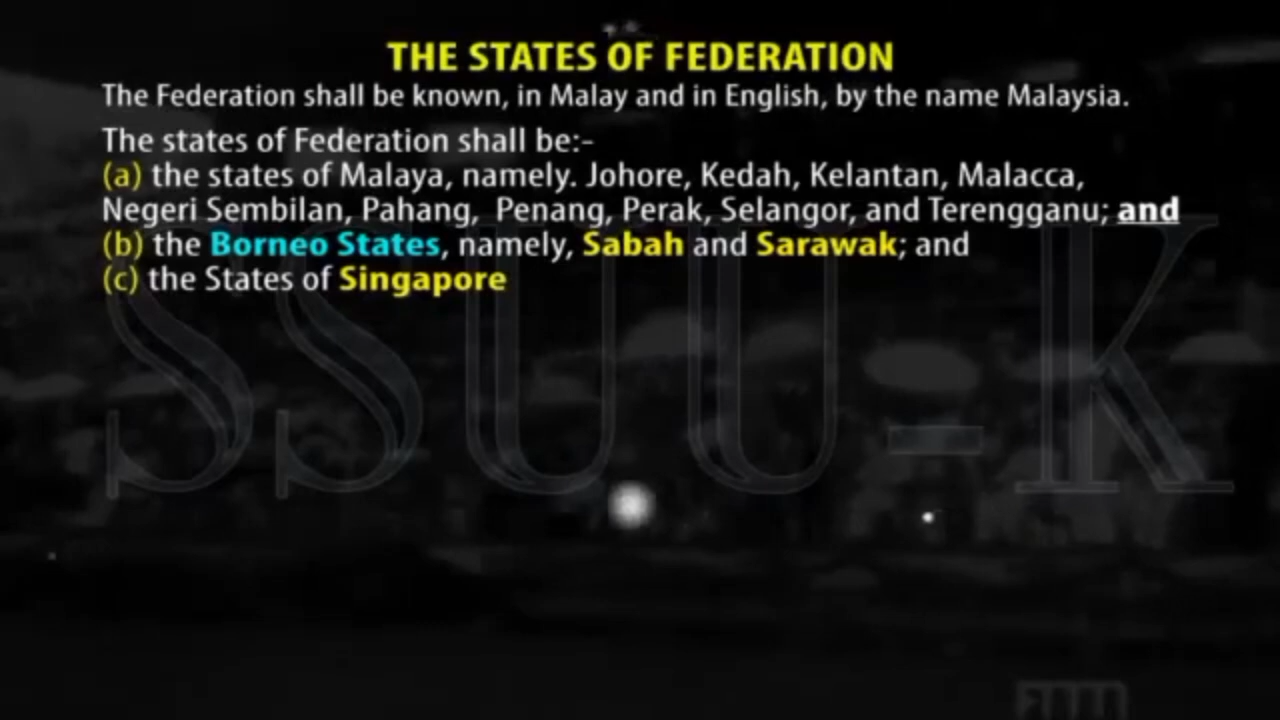 THE STATES OF FEDERATION
The Federation shall be known, in Malay and in English, by the name Malaysia.
The states of Federation shall be:-
(a) the states of Malaya, namely. Johore, Kedah, Kelantan, Malacca,
Negeri Sembilan, Pahang, Penang, Perak, Selangor, and Terengganu; and
(b) the Borneo States, namely, Sabah and Sarawak; and
(c) the States of Singapore
SSUU-K